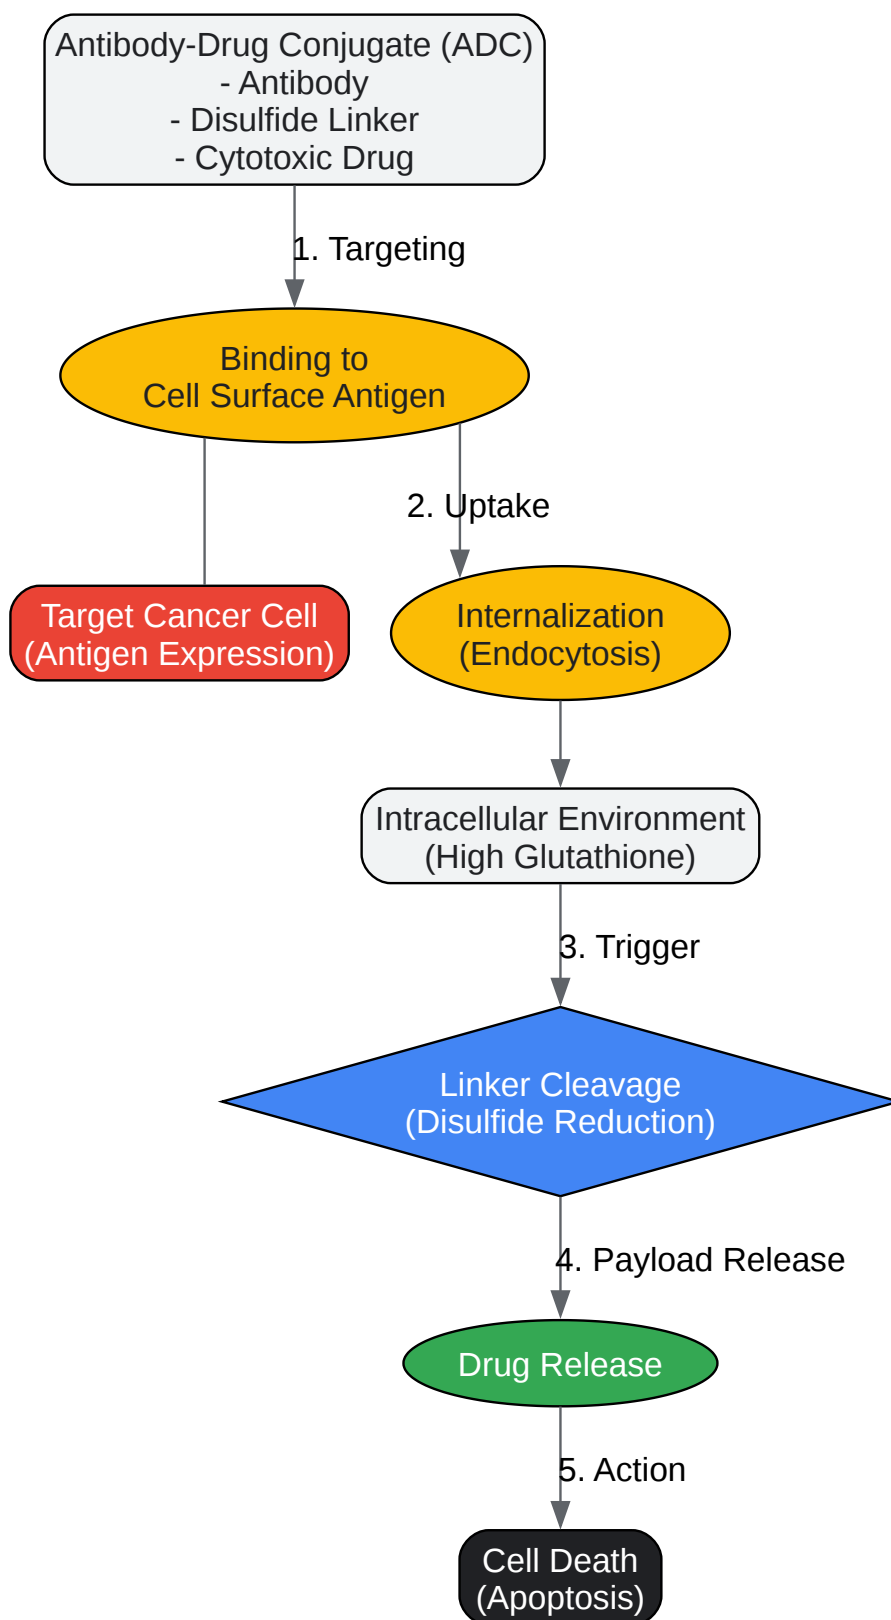 Antibody-Drug Conjugate (ADC)
- Antibody
- Disulfide Linker
- Cytotoxic Drug
1. Targeting
Binding to
Cell Surface Antigen
2. Uptake
Target Cancer Cell
(Antigen Expression)
Internalization
(Endocytosis)
Intracellular Environment
(High Glutathione)
3. Trigger
Linker Cleavage
(Disulfide Reduction)
4. Payload Release
Drug Release
5. Action
Cell Death
(Apoptosis)